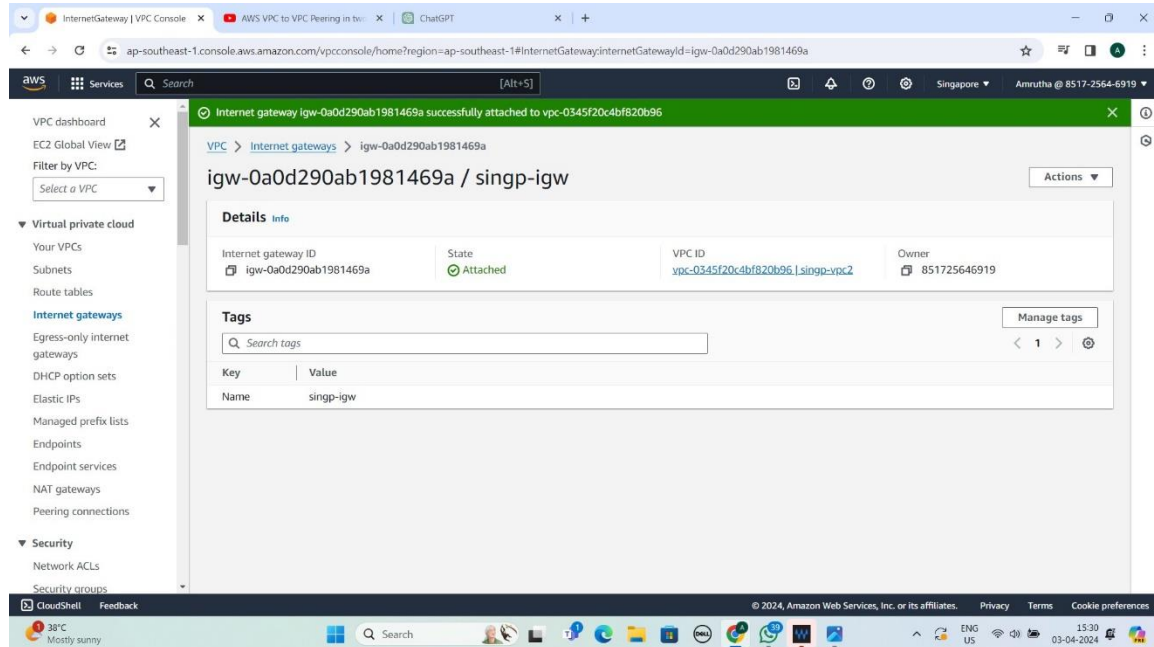 InternetGateway | VPC Console
AWS VPC to VPC Peering in tw
ChatGPT
ap-southeast-1.console.aws.amazon.com/vpcconsole/home?region=ap-southeast-1#InternetGateway:internetGatewayId=igw-0a0d290ab1981469a
A
aws
Services
Search
[Alt+S]
Singapore ▼
Amrutha @ 8517-2564-6919 ▼
Internet gateway igw-0a0d290ab1981469a successfully attached to vpc-0345f20c4bf820b96
VPC dashboard
EC2 Global View
Filter by VPC:
Select a VPC
Virtual private cloud
Your VPCs
Subnets
Route tables
Internet gateways
Egress-only internet
gateways
DHCP option sets
Elastic IPs
Managed prefix lists
Endpoints
Endpoint services
NAT gateways
Peering connections
Security
Network ACLs
Security groups
VPC > Internet gateways > igw-0a0d290ab1981469a
igw-0a0d290ab1981469a / singp-igw
Actions ▼
Details Info
Internet gateway ID
igw-0a0d290ab1981469a
State
Attached
VPC ID
vpc-0345f20c4bf820b96 | singp-vpc2
Owner
851725646919
Tags
Manage tags
Search tags
< 1 >
Key Value
Name singp-igw
CloudShell Feedback
© 2024, Amazon Web Services, Inc. or its affiliates. Privacy Terms Cookie preferences
1
38°C
Mostly sunny
Search
DELL
39
W
ENG
US
15:30
03-04-2024
PRE